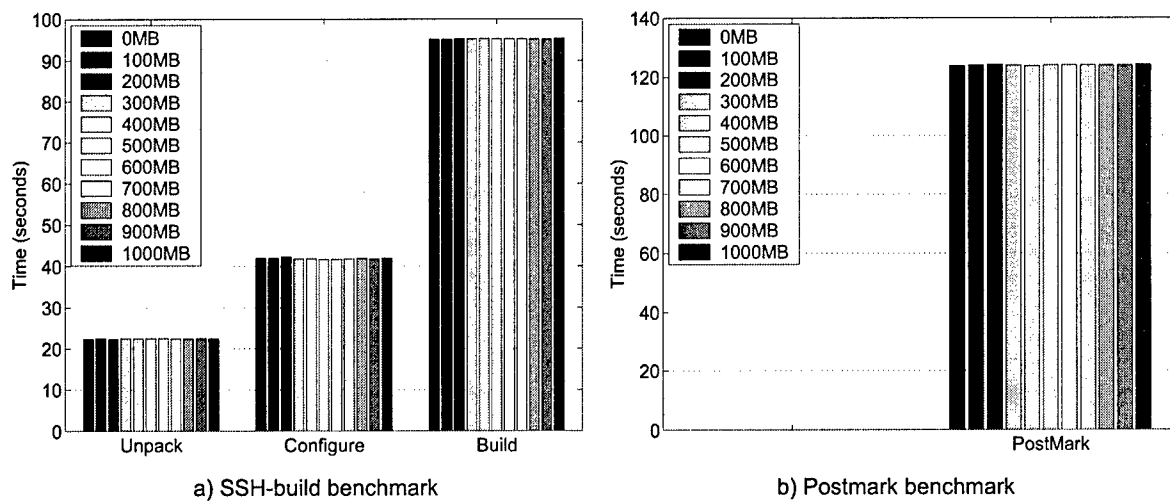 100
90
80
70
60
50
40
30
20
10
0
Time (seconds)
0MB
100MB
200MB
300MB
400MB
500MB
600MB
700MB
800MB
900MB
1000MB
Unpack
Configure
Build
a) SSH-build benchmark
140
120
100
80
60
40
20
0
Time (seconds)
0MB
100MB
200MB
300MB
400MB
500MB
600MB
700MB
800MB
900MB
1000MB
PostMark
b) Postmark benchmark